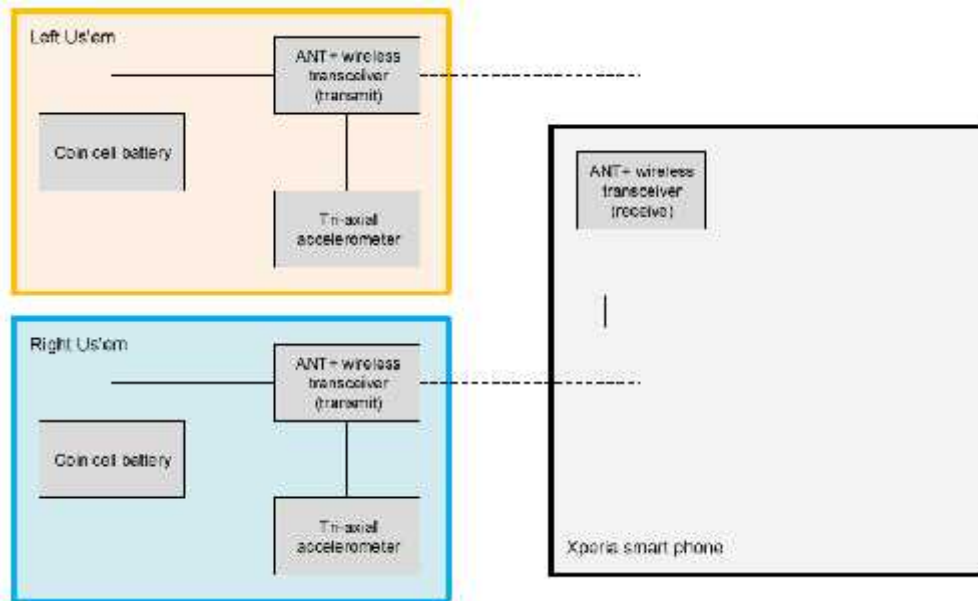 Left Us'em
ANT+ wireless
transceiver
(transmit)
Coin cell battery
Tri-axial
accelerometer
ANT+ wireless
transceiver
(receive)
Right Us'em
ANT+ wireless
transceiver
(transmit)
Coin cell battery
Tri-axial
accelerometer
Xperia smart phone